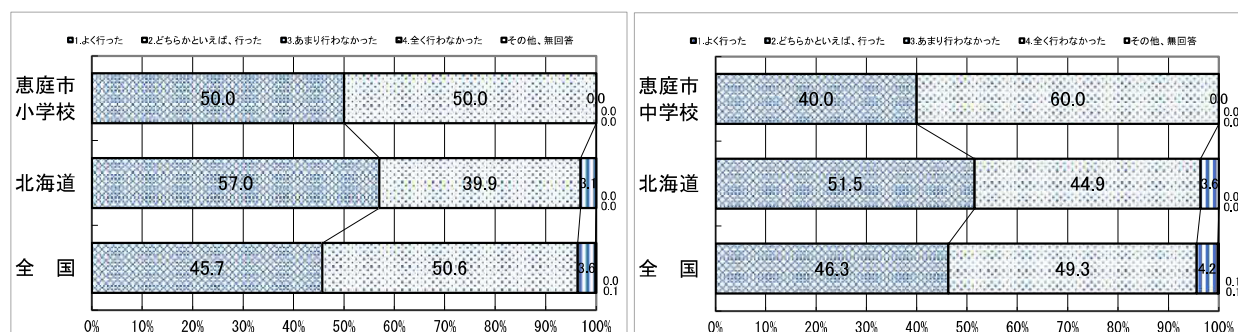 ■1.よく行った ■2.どちらかといえば、行った ■3.あまり行わなかった ■4.全く行わなかった ■その他、無回答
恵庭市
小学校
50.0 50.0 0.0
0.0
0.0
北海道 57.0 39.9 3.1
0.0
0.0
全 国 45.7 50.6 3.6
0.0
0.1
0% 10% 20% 30% 40% 50% 60% 70% 80% 90% 100%
■1.よく行った ■2.どちらかといえば、行った ■3.あまり行わなかった ■4.全く行わなかった ■その他、無回答
恵庭市
中学校
40.0 60.0 0.0
0.0
0.0
北海道 51.5 44.9 3.6
0.0
0.0
全 国 46.3 49.3 4.2
0.1
0.1
0% 10% 20% 30% 40% 50% 60% 70% 80% 90% 100%